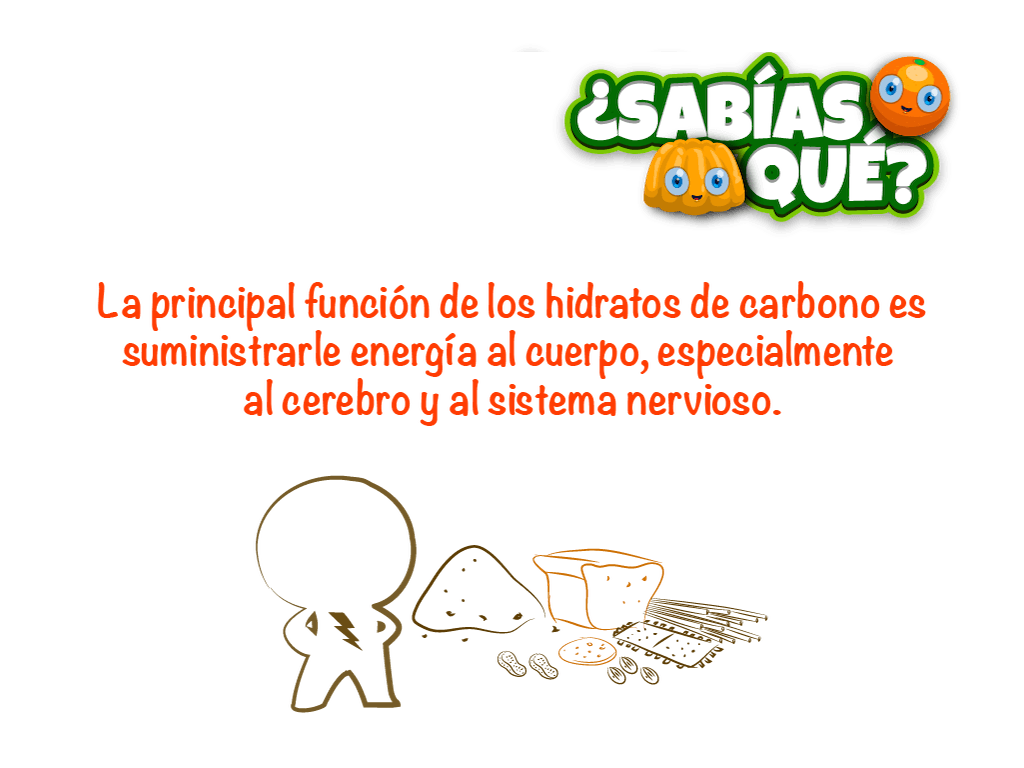 ¿SABÍAS
QUÉ?
La principal función de los hidratos de carbono es
suministrarle energía al cuerpo, especialmente
al cerebro y al sistema nervioso.